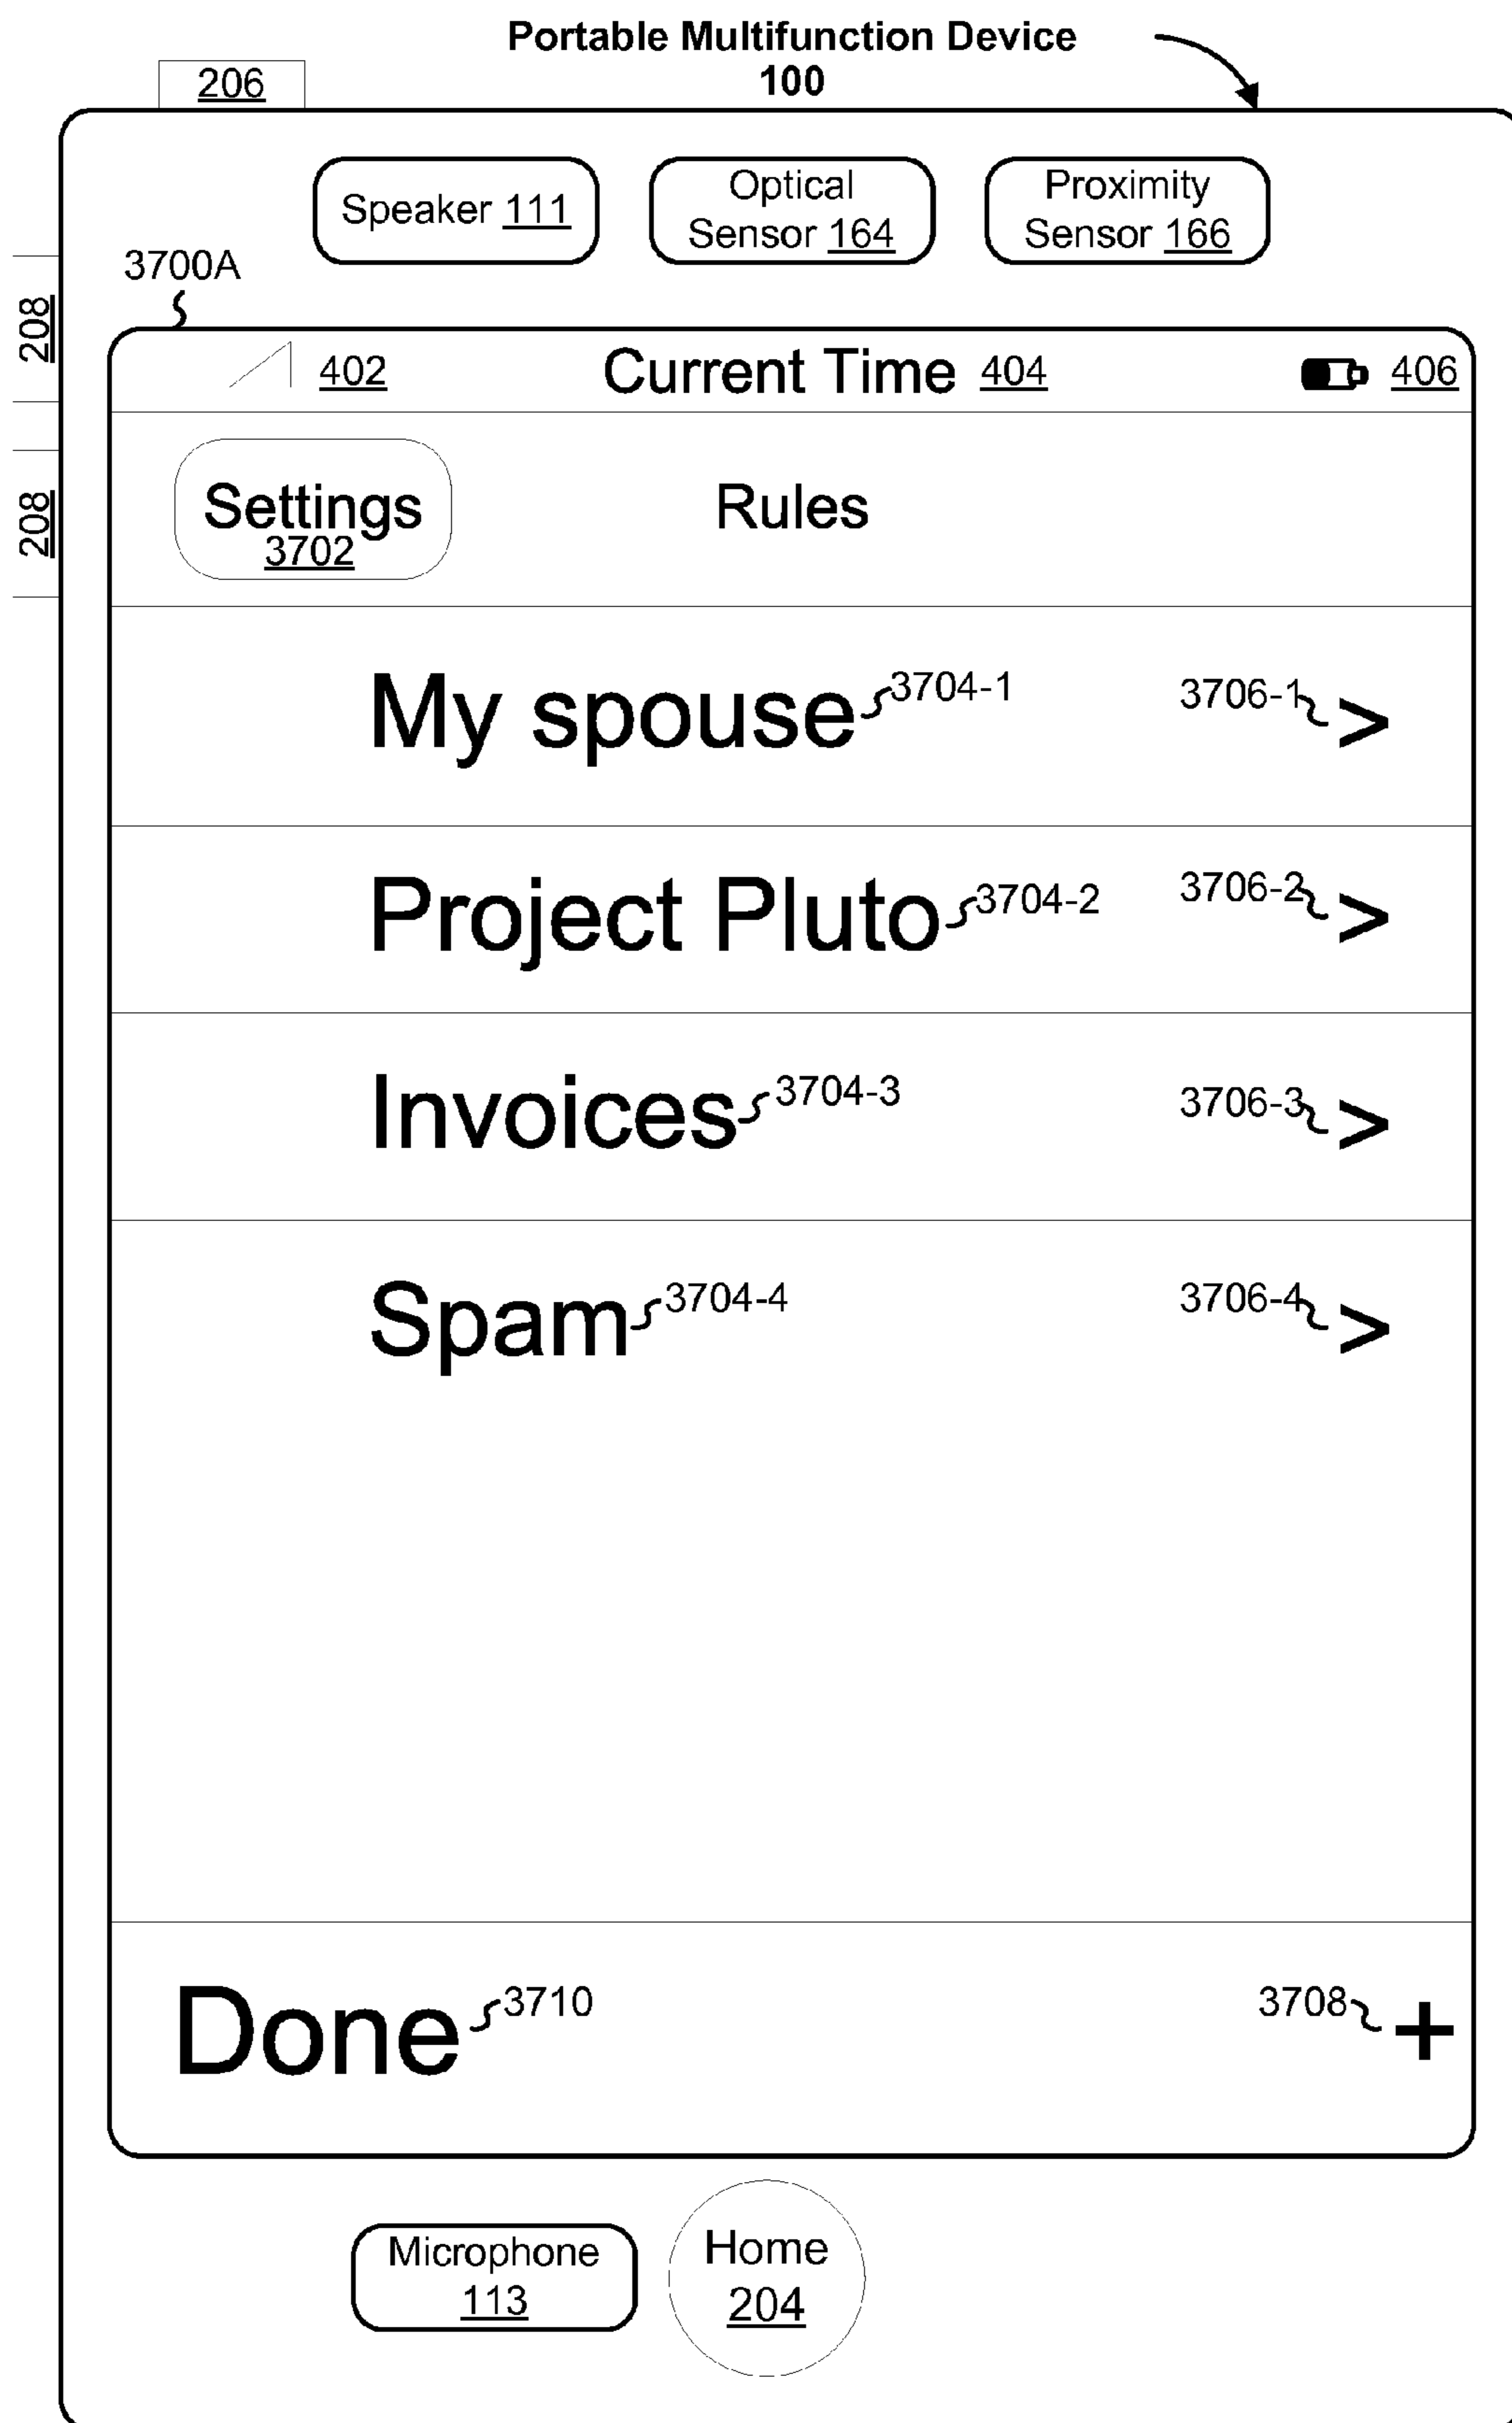 Portable Multifunction Device
100
206
Speaker 111
Optical
Sensor 164
Proximity
Sensor 166
3700A
208
402 Current Time 404 406
Settings
3702
Rules
208
My spouse 3704-1 3706-1 >
Project Pluto 3704-2 3706-2 >
Invoices 3704-3 3706-3 >
Spam 3704-4 3706-4 >
Done 3710 3708 +
Microphone
113
Home
204